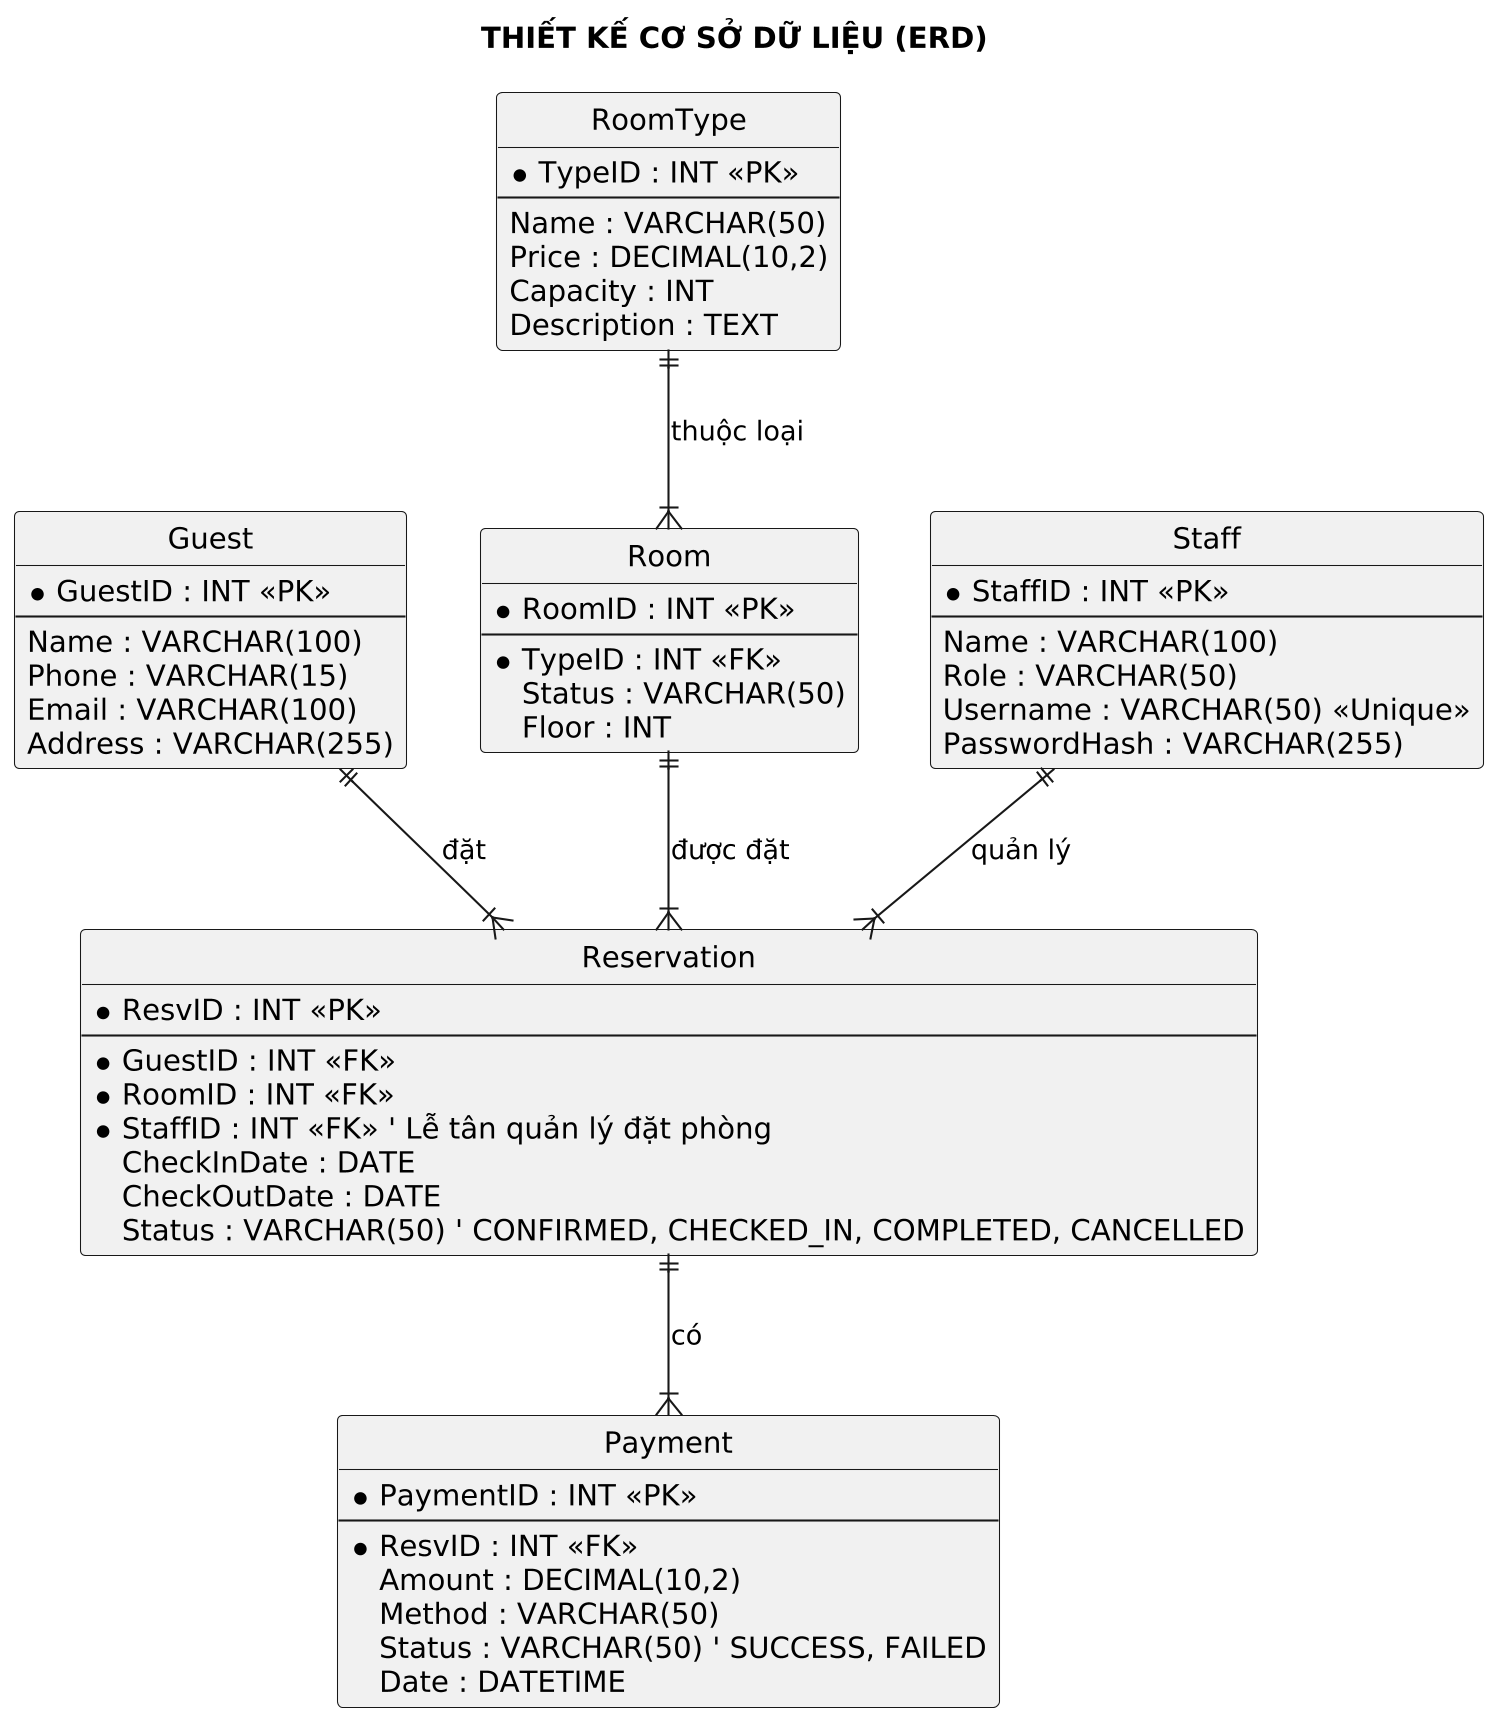 THIẾT KẾ CƠ SỞ DỮ LIỆU (ERD)
RoomType
TypeID : INT «PK»
Name : VARCHAR(50)
Price : DECIMAL(10,2)
Capacity : INT
Description : TEXT
thuộc loại
Guest
GuestID : INT «PK»
Name : VARCHAR(100)
Phone : VARCHAR(15)
Email : VARCHAR(100)
Address : VARCHAR(255)
Room
RoomID : INT «PK»
TypeID : INT «FK»
Status : VARCHAR(50)
Floor : INT
Staff
StaffID : INT «PK»
Name : VARCHAR(100)
Role : VARCHAR(50)
Username : VARCHAR(50) «Unique»
PasswordHash : VARCHAR(255)
đặt
được đặt
quản lý
Reservation
ResvID : INT «PK»
GuestID : INT «FK»
RoomID : INT «FK»
StaffID : INT «FK» ' Lễ tân quản lý đặt phòng
CheckInDate : DATE
CheckOutDate : DATE
Status : VARCHAR(50) ' CONFIRMED, CHECKED_IN, COMPLETED, CANCELLED
có
Payment
PaymentID : INT «PK»
ResvID : INT «FK»
Amount : DECIMAL(10,2)
Method : VARCHAR(50)
Status : VARCHAR(50) ' SUCCESS, FAILED
Date : DATETIME